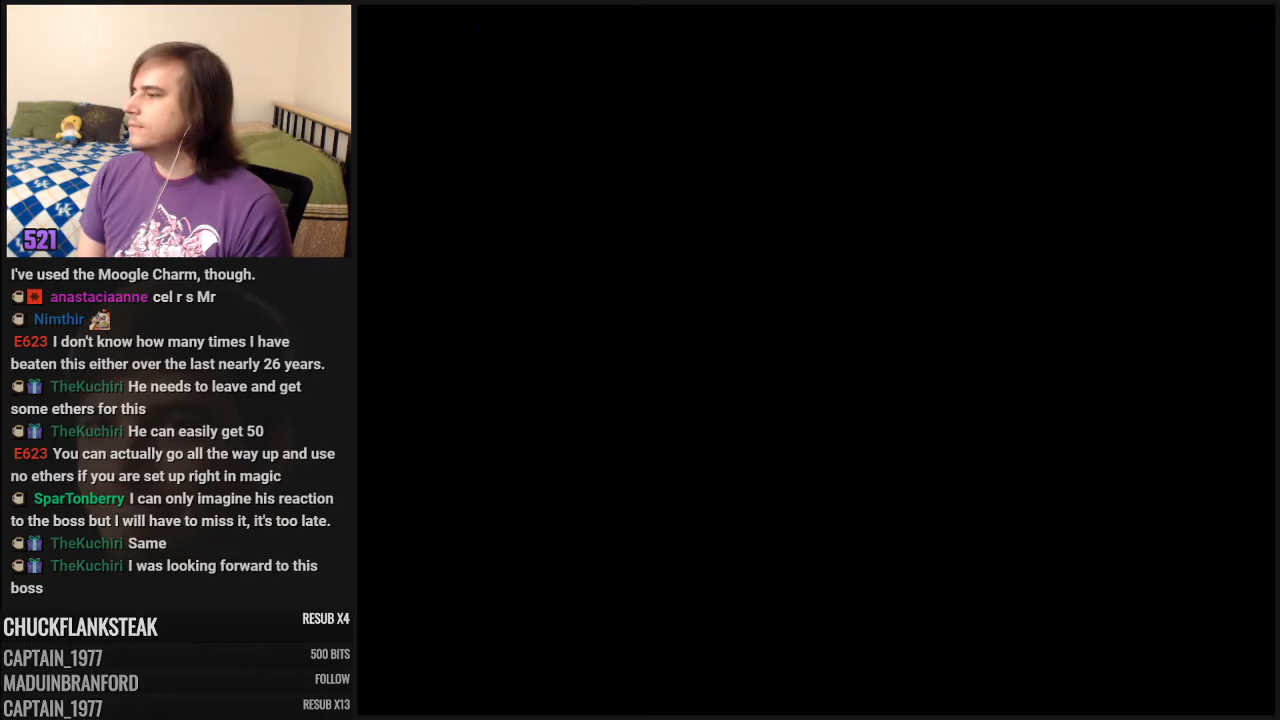 521
I've used the Moogle Charm, though.
anastaciaanne cel r s Mr
Nimthir
E623 I don't know how many times I have
beaten this either over the last nearly 26 years.
TheKuchiri He needs to leave and get
some ethers for this
TheKuchiri He can easily get 50
E623 You can actually go all the way up and use
no ethers if you are set up right in magic
SparTonberry I can only imagine his reaction
to the boss but I will have to miss it, it's too late.
TheKuchiri Same
TheKuchiri I was looking forward to this
boss
CHUCKFLANKSTEAK RESUB X4
CAPTAIN_1977 500 BITS
MADUINBRANFORD FOLLOW
CAPTAIN_1977 RESUB X13